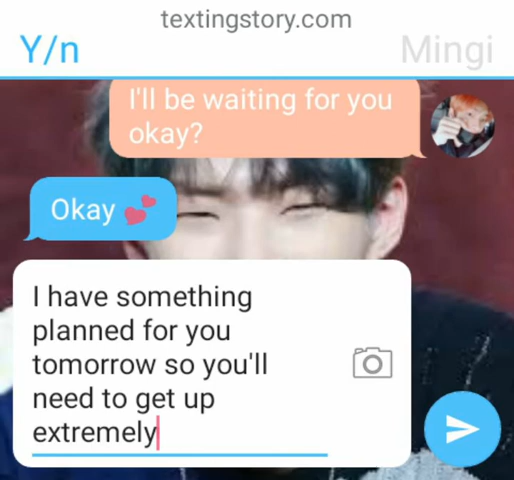 textingstory.com
Y/n Mingi
I'll be waiting for you
okay?
Okay 💕
I have something
planned for you
tomorrow so you'll
need to get up
extremely